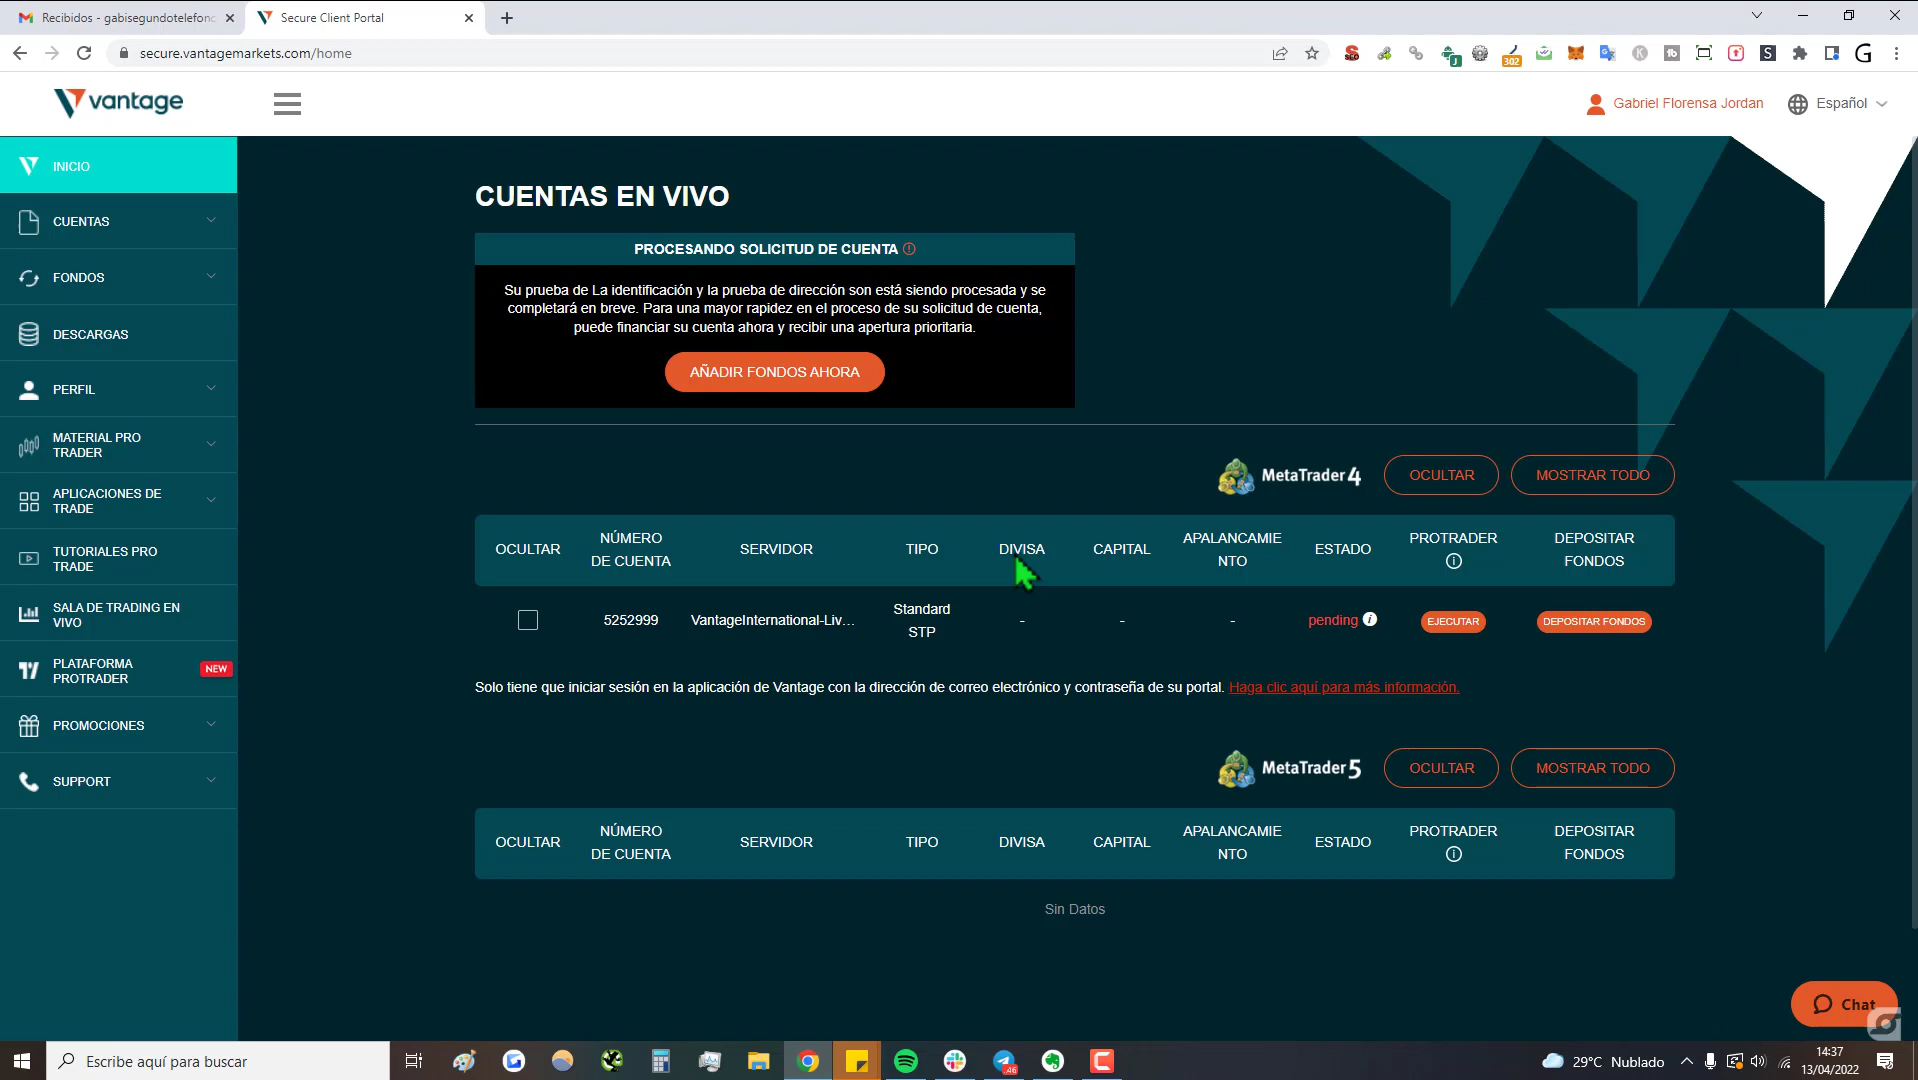 Recibidos - gabisegundotelefono
Secure Client Portal
secure.vantagemarkets.com/home
302
vantage
Gabriel Florensa Jordan
Español
INICIO
CUENTAS
FONDOS
DESCARGAS
PERFIL
MATERIAL PRO
TRADER
APLICACIONES DE
TRADE
TUTORIALES PRO
TRADE
SALA DE TRADING EN
VIVO
PLATAFORMA
PROTRADER
NEW
PROMOCIONES
SUPPORT
CUENTAS EN VIVO
PROCESANDO SOLICITUD DE CUENTA
Su prueba de La identificación y la prueba de dirección son está siendo procesada y se
completará en breve. Para una mayor rapidez en el proceso de su solicitud de cuenta,
puede financiar su cuenta ahora y recibir una apertura prioritaria.
AÑADIR FONDOS AHORA
MetaTrader 4
OCULTAR
MOSTRAR TODO
OCULTAR
NÚMERO
DE CUENTA
SERVIDOR
TIPO
DIVISA
CAPITAL
APALANCAMIE
NTO
ESTADO
PROTRADER
DEPOSITAR
FONDOS
5252999
VantageInternational-Liv...
Standard
STP
-
-
-
pending
EJECUTAR
DEPOSITAR FONDOS
Solo tiene que iniciar sesión en la aplicación de Vantage con la dirección de correo electrónico y contraseña de su portal. Haga clic aquí para más información.
MetaTrader 5
OCULTAR
MOSTRAR TODO
OCULTAR
NÚMERO
DE CUENTA
SERVIDOR
TIPO
DIVISA
CAPITAL
APALANCAMIE
NTO
ESTADO
PROTRADER
DEPOSITAR
FONDOS
Sin Datos
Chat
Escribe aquí para buscar
46
29°C Nublado
14:37
13/04/2022